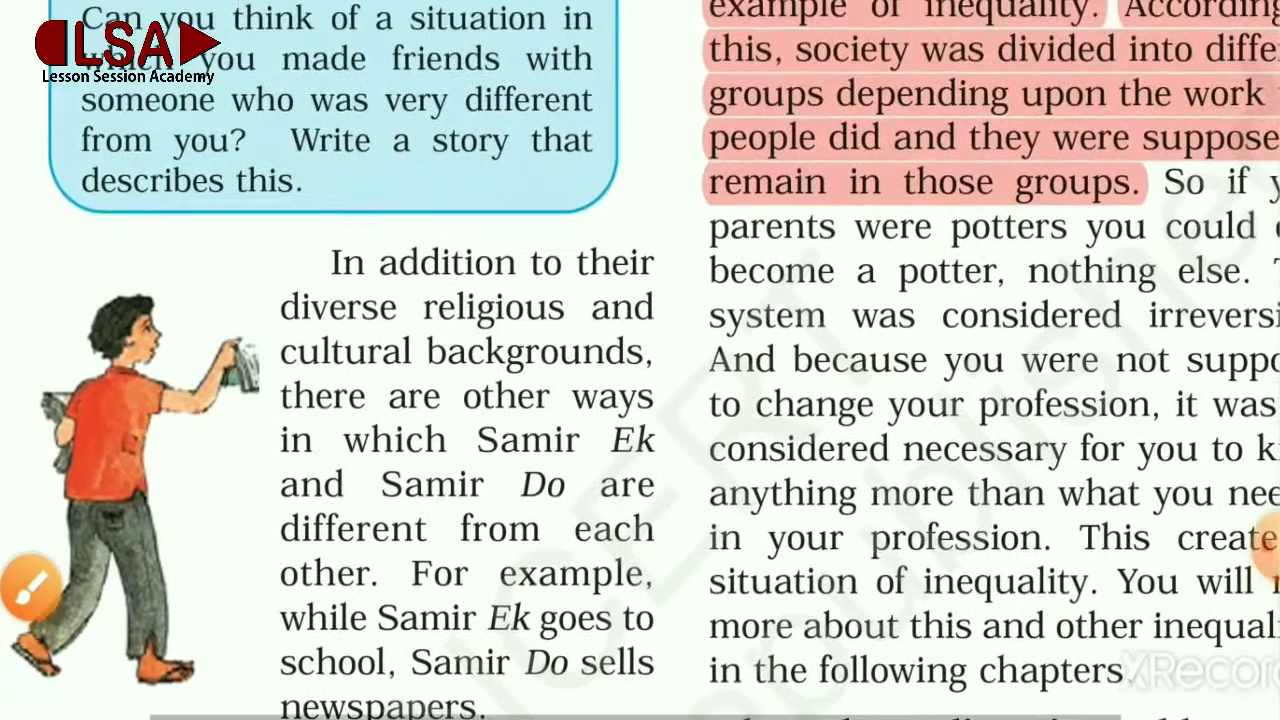 LSA
Lesson Session Academy
Can you think of a situation in
you made friends with
someone who was very different
from you? Write a story that
describes this.
In addition to their
diverse religious and
cultural backgrounds,
there are other ways
in which Samir Ek
and Samir Do are
different from each
other. For example,
while Samir Ek goes to
school, Samir Do sells
newspapers.
example of inequality. According
this, society was divided into diffe
groups depending upon the work
people did and they were suppose
remain in those groups. So if y
parents were potters you could
become a potter, nothing else.
system was considered irreversi
And because you were not suppo
to change your profession, it was
considered necessary for you to k
anything more than what you nee
in your profession. This create
situation of inequality. You will
more about this and other inequali
in the following chapters.
XRecor